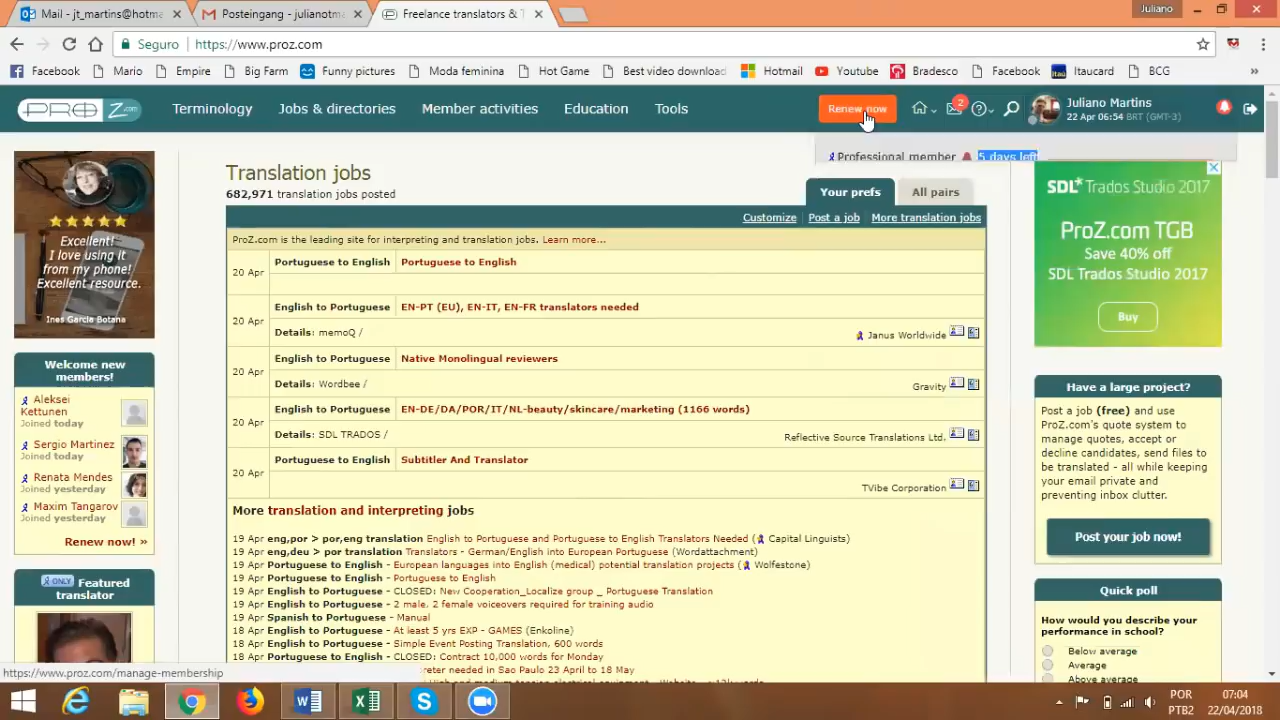 Juliano
Mail - jt_martins@hotma
Posteingang - julianotm
Freelance translators & T
Seguro
https://www.proz.com
Facebook
Mario
Empire
Big Farm
Funnypictures
Moda feminina
Hot Game
Best video download
Hotmail
Youtube
Bradesco
Facebook
Itaucard
BCG
PROZ.com
Terminology
Jobs & directories
Member activities
Education
Tools
Renew now
2
Juliano Martins
22 Apr 06:54 BRT (GMT-3)
Professional member
5 days left
Translation jobs
682,971 translation jobs posted
Your prefs
All pairs
Customize
Post a job
More translation jobs
ProZ.com is the leading site for interpreting and translation jobs. Learn more...
20 Apr
Portuguese to English
Portuguese to English
20 Apr
English to Portuguese
EN-PT (EU), EN-IT, EN-FR translators needed
Details: memoQ /
Janus Worldwide
20 Apr
English to Portuguese
Native Monolingual reviewers
Details: Wordbee /
Gravity
20 Apr
English to Portuguese
EN-DE/DA/POR/IT/NL-beauty/skincare/marketing (1166 words)
Details: SDL TRADOS /
Reflective Source Translations Ltd.
20 Apr
Portuguese to English
Subtitler And Translator
TVibe Corporation
More translation and interpreting jobs
19 Apr eng,por > por,eng translation English to Portuguese and Portuguese to English Translators Needed (Capital Linguists)
19 Apr eng,deu > por translation Translators - German/English into European Portuguese (Wordattachment)
19 Apr Portuguese to English - European languages into English (medical) potential translation projects (Wolfestone)
19 Apr Portuguese to English - Portuguese to English
19 Apr English to Portuguese - CLOSED: New Cooperation_Localize group _ Portuguese Translation
19 Apr English to Portuguese - 2 male, 2 female voiceovers required for training audio
19 Apr Spanish to Portuguese - Manual
18 Apr English to Portuguese - At least 5 yrs EXP - GAMES (Enkoline)
18 Apr English to Portuguese - Simple Event Posting Translation, 600 words
18 Apr Portuguese to English - CLOSED: Contract 10,000 words for Monday
reter needed in Sao Paulo 23 April to 18 May
Excellent!
I love using it
from my phone!
Excellent resource.
Ines Garcia Botana
Welcome new
members!
Aleksei
Kettunen
Joined today
Sergio Martinez
Joined today
Renata Mendes
Joined yesterday
Maxim Tangarov
Joined yesterday
Renew now! »
ONLY Featured
translator
SDL* Trados Studio 2017
ProZ.com TGB
Save 40% off
SDL Trados Studio 2017
Buy
Have a large project?
Post a job (free) and use
ProZ.com's quote system to
manage quotes, accept or
decline candidates, send files
to be translated - all while keeping
your email private and
preventing inbox clutter.
Post your job now!
Quick poll
How would you describe your
performance in school?
Below average
Average
Above average
https://www.proz.com/manage-membership
POR
PTB2
07:04
22/04/2018